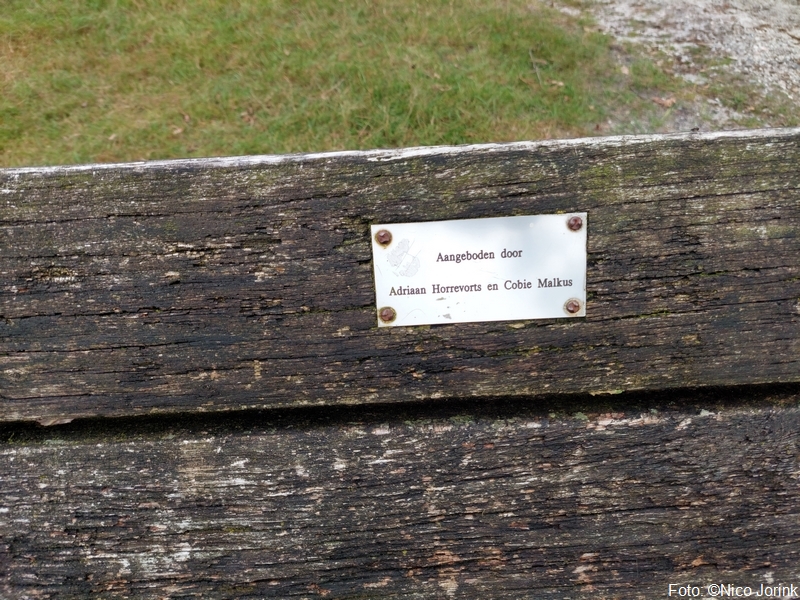 Aangeboden door
Adriaan Horrevorts en Cobie Malkus
Foto: ©Nico Jorink